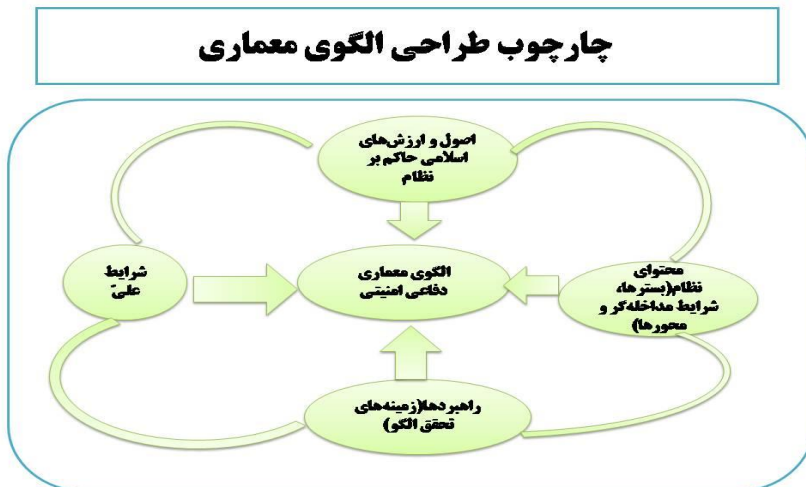 چارچوب طراحی الگوی معماری
اصول و ارزش‌های
اسلامی حاکم بر
نظام
محتوای
نظام(بسترها،
شرایط مداخله‌گر و
محورها)
الگوی معماری
دفاعی امنیتی
شرایط
علیّ
راهبردها(زمینه‌های
تحقق الگو)